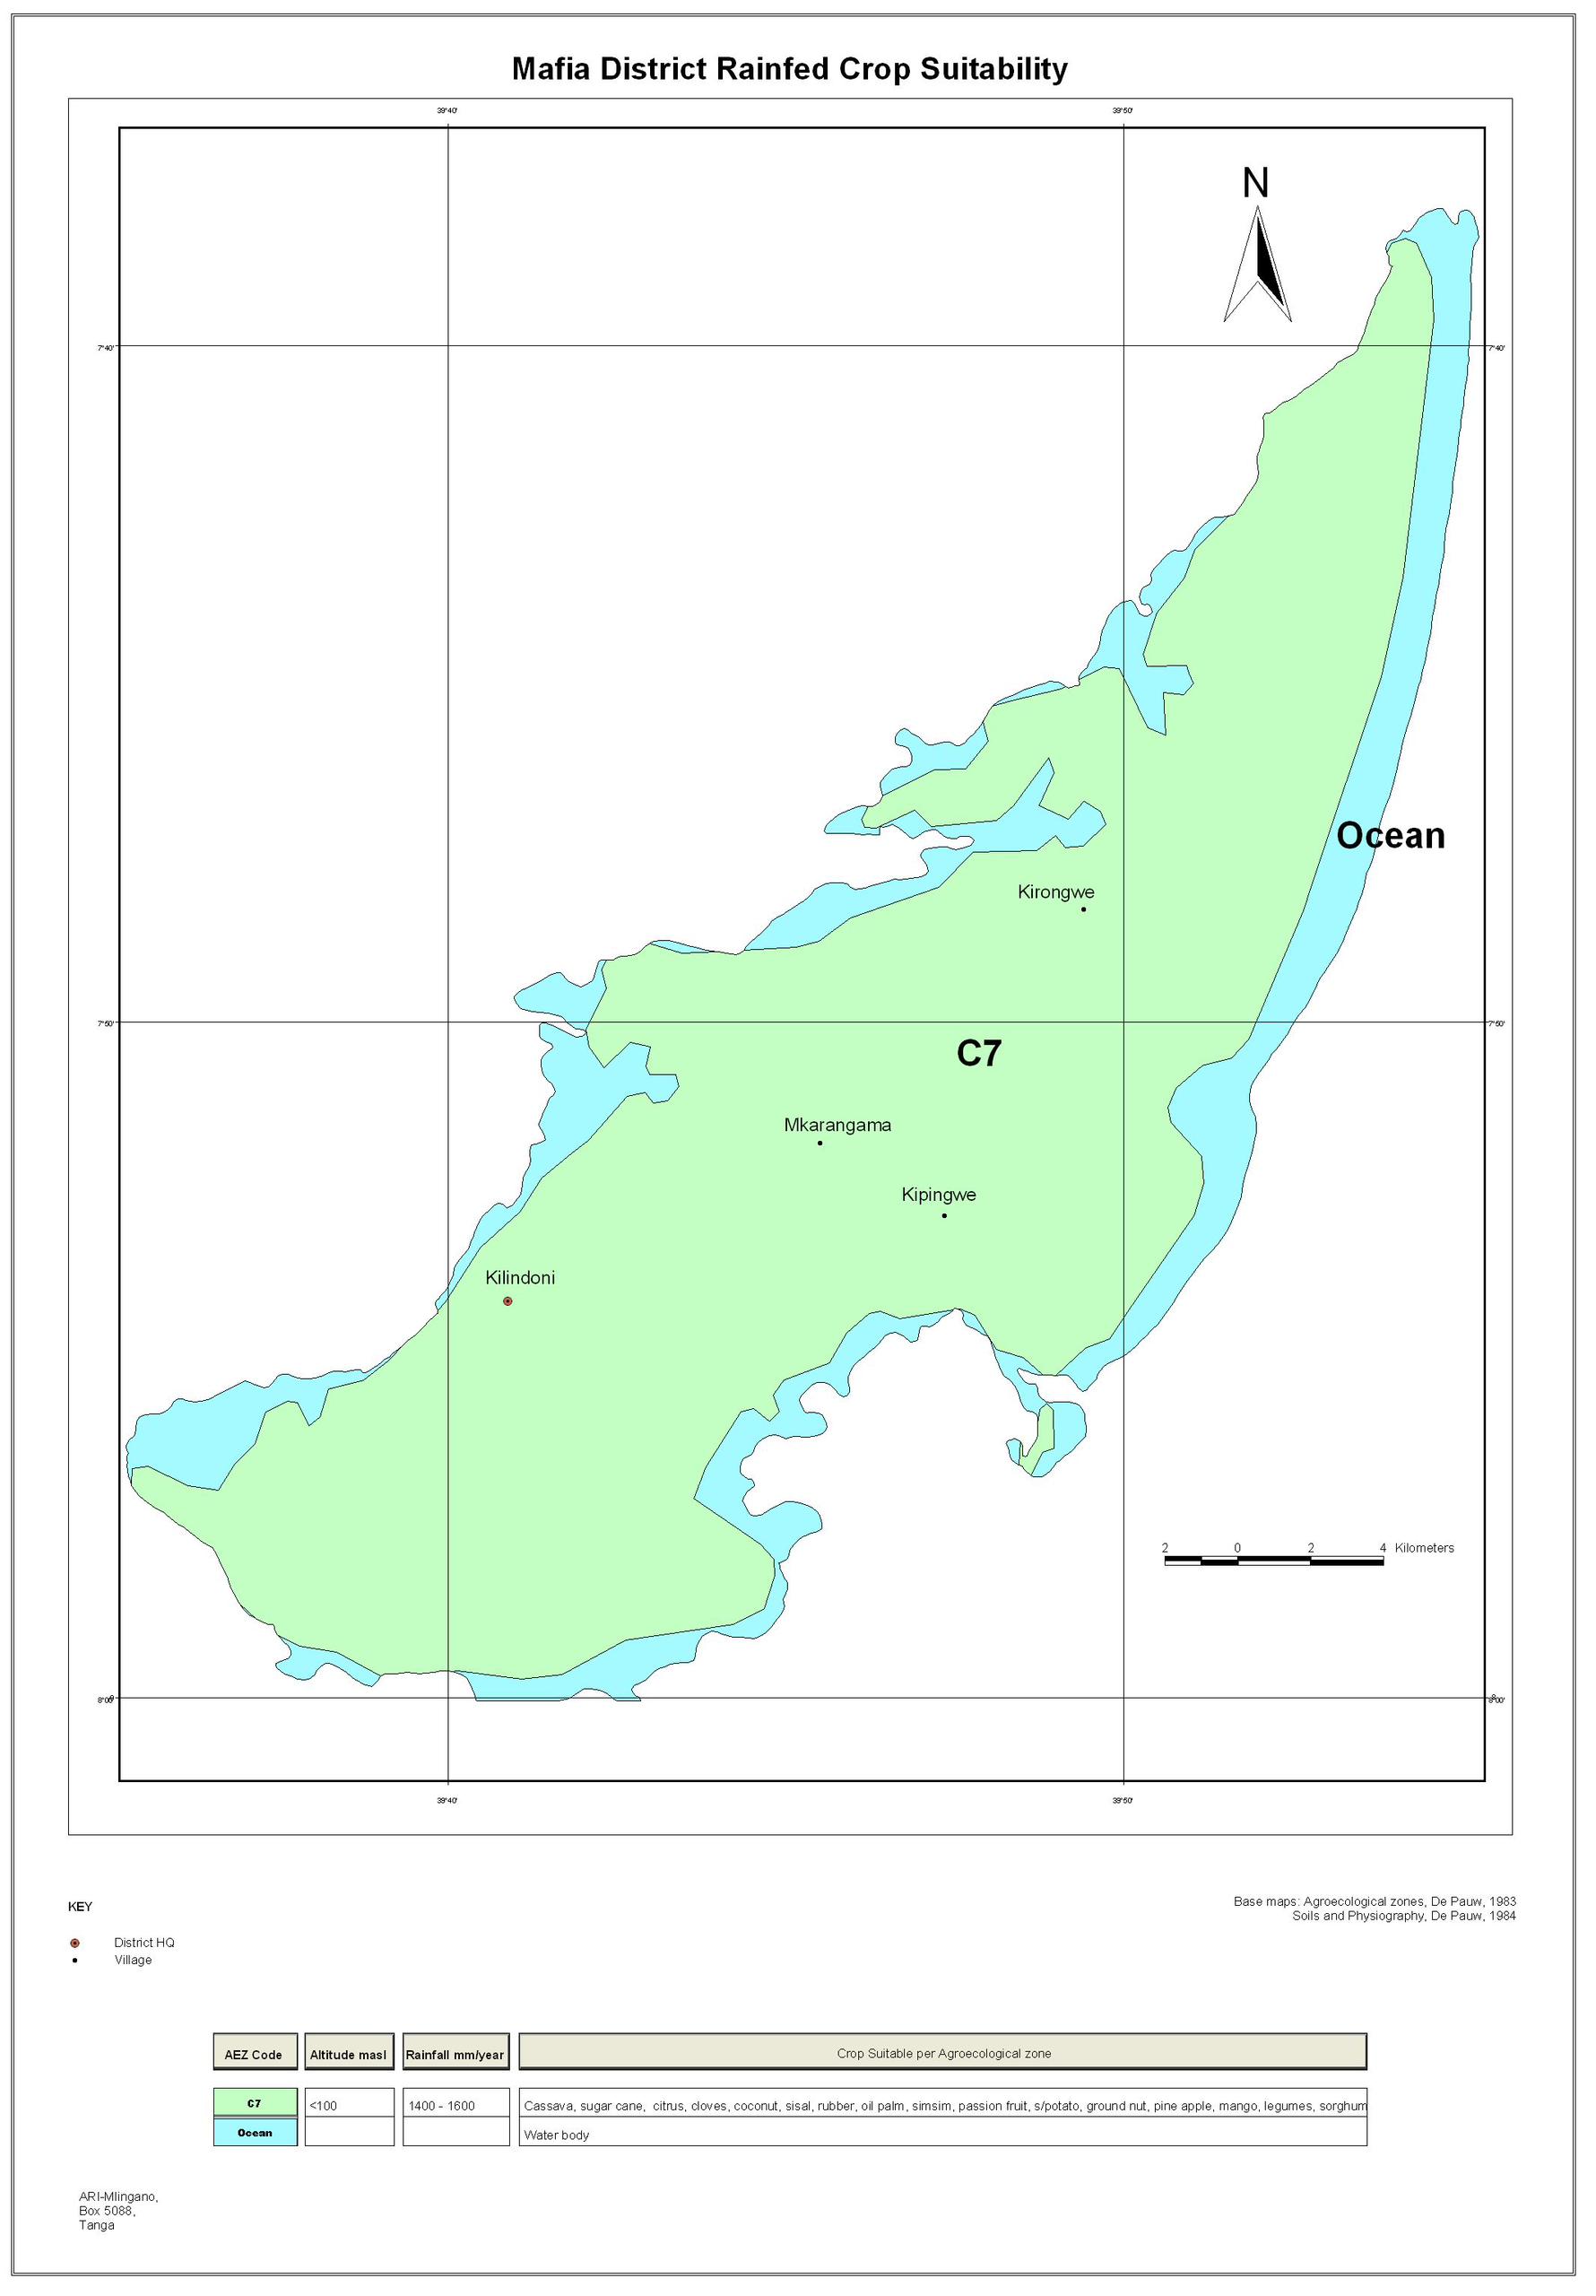 Mafia District Rainfed Crop Suitability
39°40' 39°50'
N
7°40' 7°40'
Ocean
Kirongwe
7°50' 7°50'
C7
Mkarangama
Kipingwe
Kilindoni
2 0 2 4 Kilometers
39°40' 39°50'
KEY
District HQ
Village
Base maps: Agroecological zones, De Pauw, 1983
Soils and Physiography, De Pauw, 1984
AEZ Code Altitude masl Rainfall mm/year Crop Suitable per Agroecological zone
C7 <100 1400 - 1600 Cassava, sugar cane, citrus, cloves, coconut, sisal, rubber, oil palm, simsim, passion fruit, s/potato, ground nut, pine apple, mango, legumes, sorghum
Ocean Water body
ARI-Mlingano,
Box 5088,
Tanga